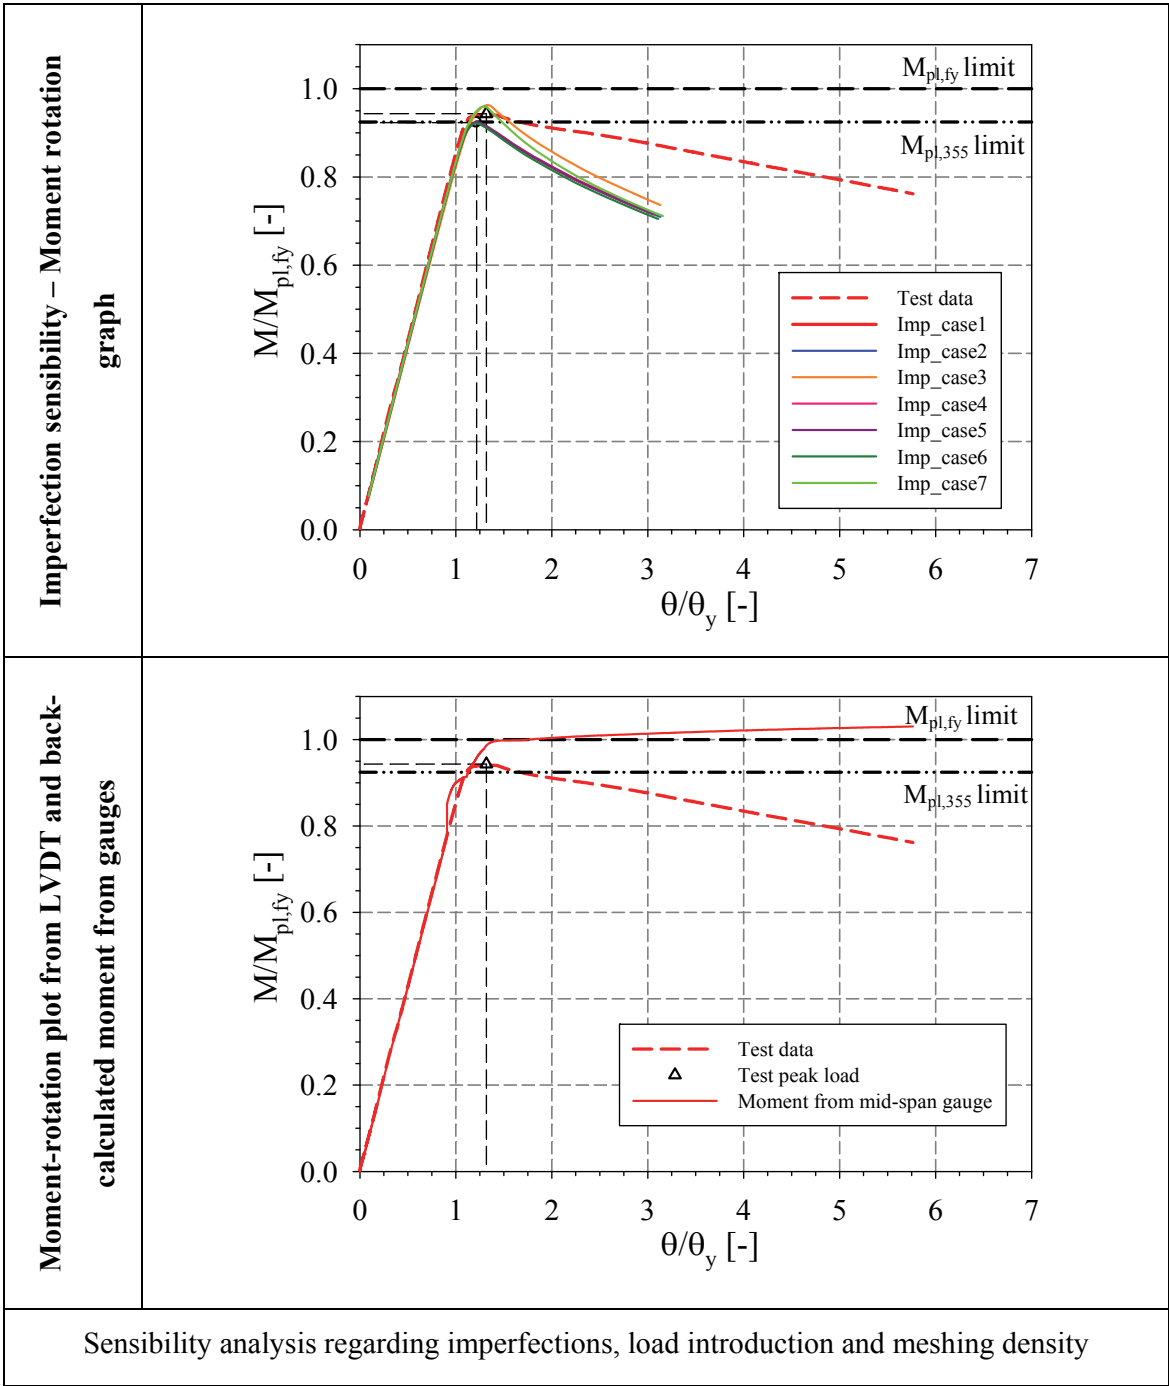 Imperfection sensibility – Moment rotation
graph
M/Mpl,fy [-]
1.0
0.8
0.6
0.4
0.2
0.0
Mpl,fy limit
Mpl,355 limit
Test data
Imp_case1
Imp_case2
Imp_case3
Imp_case4
Imp_case5
Imp_case6
Imp_case7
0 1 2 3 4 5 6 7
θ/θy [-]
Moment-rotation plot from LVDT and back-
calculated moment from gauges
M/Mpl,fy [-]
1.0
0.8
0.6
0.4
0.2
0.0
Mpl,fy limit
Mpl,355 limit
Test data
Test peak load
Moment from mid-span gauge
0 1 2 3 4 5 6 7
θ/θy [-]
Sensibility analysis regarding imperfections, load introduction and meshing density